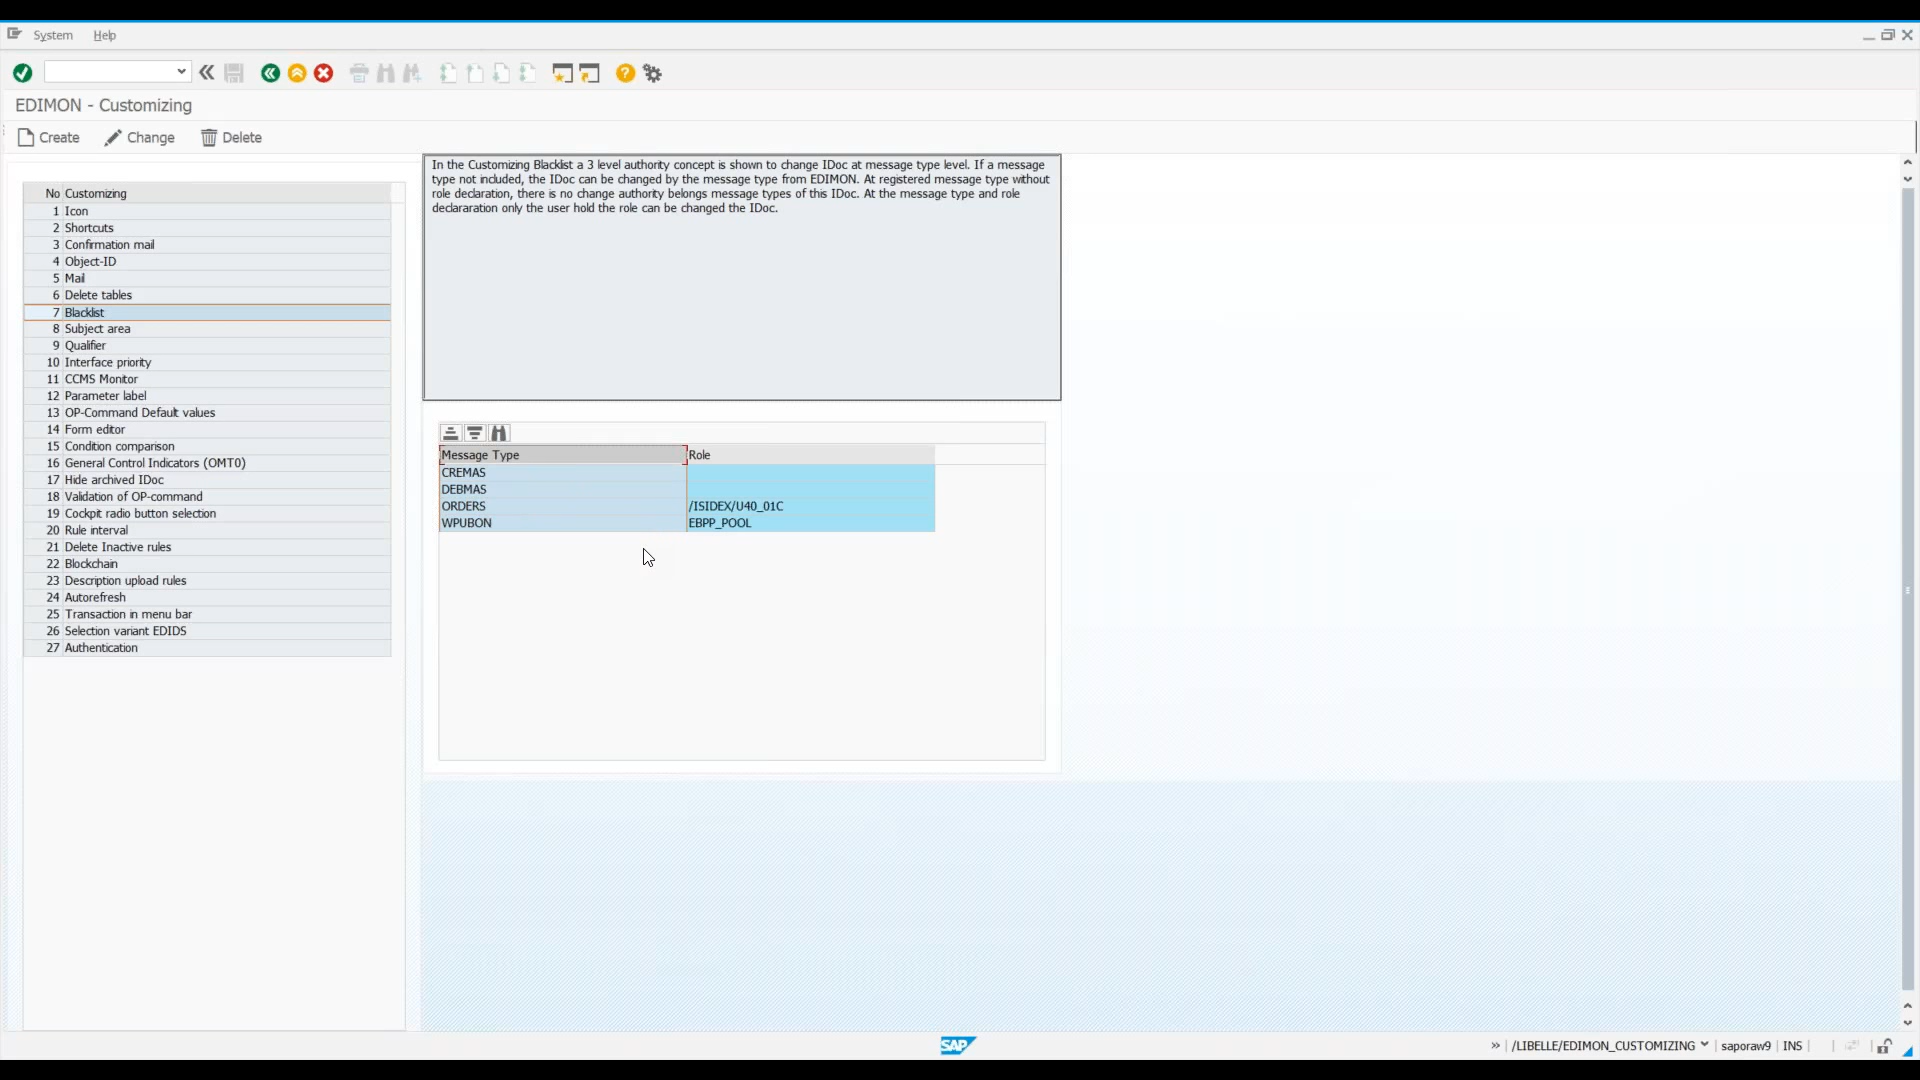 System Help
EDIMON - Customizing
Create Change Delete
No Customizing
1 Icon
2 Shortcuts
3 Confirmation mail
4 Object-ID
5 Mail
6 Delete tables
7 Blacklist
8 Subject area
9 Qualifier
10 Interface priority
11 CCMS Monitor
12 Parameter label
13 OP-Command Default values
14 Form editor
15 Condition comparison
16 General Control Indicators (OMT0)
17 Hide archived IDoc
18 Validation of OP-command
19 Cockpit radio button selection
20 Rule interval
21 Delete Inactive rules
22 Blockchain
23 Description upload rules
24 Autorefresh
25 Transaction in menu bar
26 Selection variant EDIDS
27 Authentication
In the Customizing Blacklist a 3 level authority concept is shown to change IDoc at message type level. If a message
type not included, the IDoc can be changed by the message type from EDIMON. At registered message type without
role declaration, there is no change authority belongs message types of this IDoc. At the message type and role
declararation only the user hold the role can be changed the IDoc.
Message Type Role
CREMAS
DEBMAS
ORDERS /ISIDEX/U40_01C
WPUBON EBPP_POOL
SAP
/LIBELLE/EDIMON_CUSTOMIZING saporaw9 INS